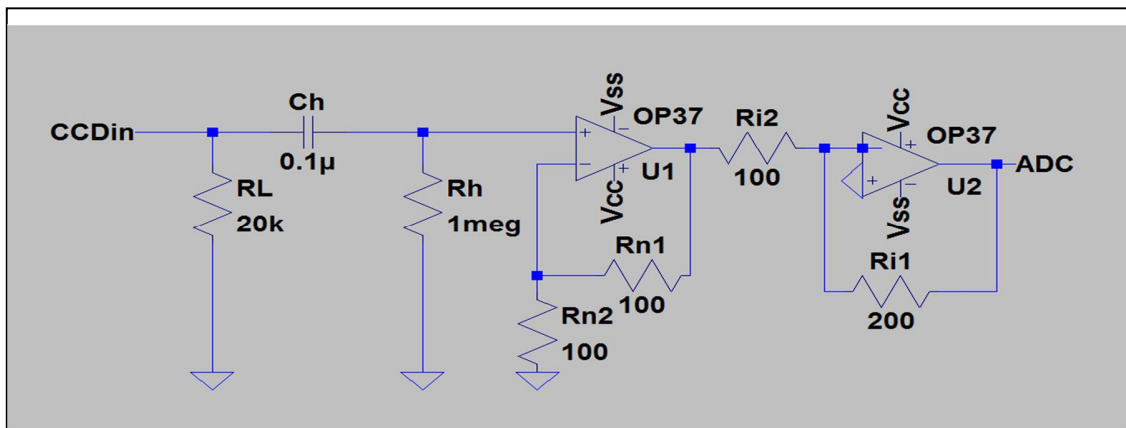 CCDin
Ch
0.1µ
RL
20k
Rh
1meg
Vss
OP37
U1
Vcc
Rn1
100
Rn2
100
Ri2
100
Vcc
OP37
U2
Vss
ADC
Ri1
200